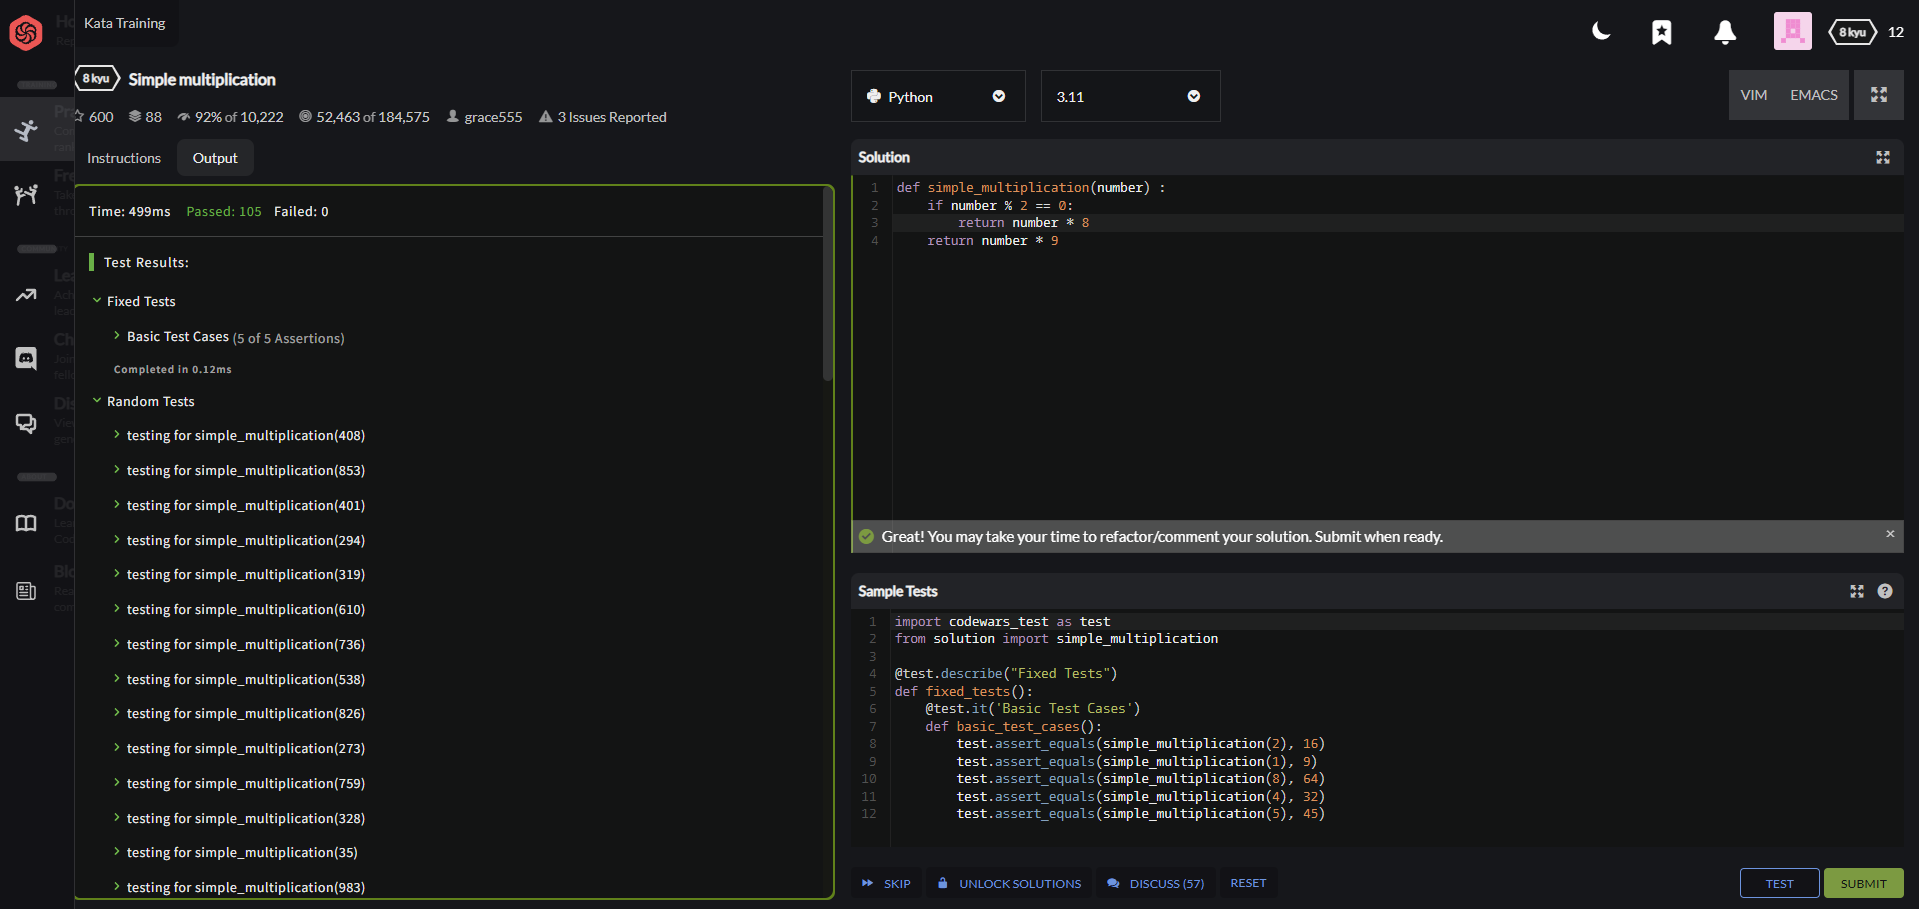 Kata Training
8 kyu
12
8 kyu
Simple multiplication
600
88
92% of 10,222
52,463 of 184,575
grace555
3 Issues Reported
Instructions
Output
Time: 499ms
Passed: 105
Failed: 0
Test Results:
Fixed Tests
Basic Test Cases (5 of 5 Assertions)
Completed in 0.12ms
Random Tests
testing for simple_multiplication(408)
testing for simple_multiplication(853)
testing for simple_multiplication(401)
testing for simple_multiplication(294)
testing for simple_multiplication(319)
testing for simple_multiplication(610)
testing for simple_multiplication(736)
testing for simple_multiplication(538)
testing for simple_multiplication(826)
testing for simple_multiplication(273)
testing for simple_multiplication(759)
testing for simple_multiplication(328)
testing for simple_multiplication(35)
testing for simple_multiplication(983)
Python
3.11
VIM
EMACS
Solution
1 def simple_multiplication(number) :
2 if number % 2 == 0:
3 return number * 8
4 return number * 9
Great! You may take your time to refactor/comment your solution. Submit when ready.
Sample Tests
1 import codewars_test as test
2 from solution import simple_multiplication
3
4 @test.describe("Fixed Tests")
5 def fixed_tests():
6 @test.it('Basic Test Cases')
7 def basic_test_cases():
8 test.assert_equals(simple_multiplication(2), 16)
9 test.assert_equals(simple_multiplication(1), 9)
10 test.assert_equals(simple_multiplication(8), 64)
11 test.assert_equals(simple_multiplication(4), 32)
12 test.assert_equals(simple_multiplication(5), 45)
SKIP
UNLOCK SOLUTIONS
DISCUSS (57)
RESET
TEST
SUBMIT